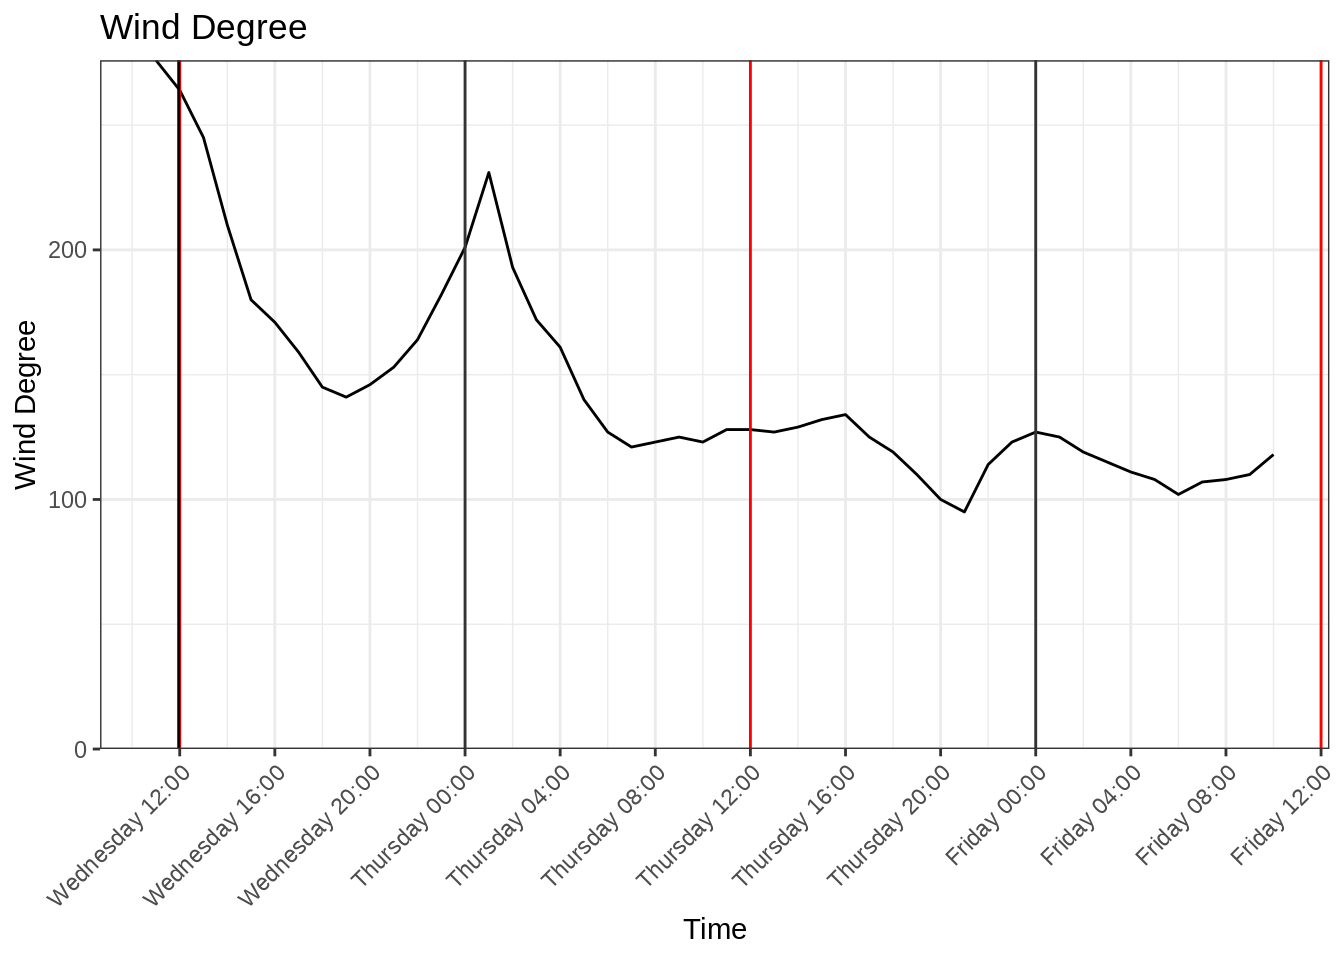 Wind Degree
Wind Degree
200
100
0
Wednesday 12:00
Wednesday 16:00
Wednesday 20:00
Thursday 00:00
Thursday 04:00
Thursday 08:00
Thursday 12:00
Thursday 16:00
Thursday 20:00
Friday 00:00
Friday 04:00
Friday 08:00
Friday 12:00
Time